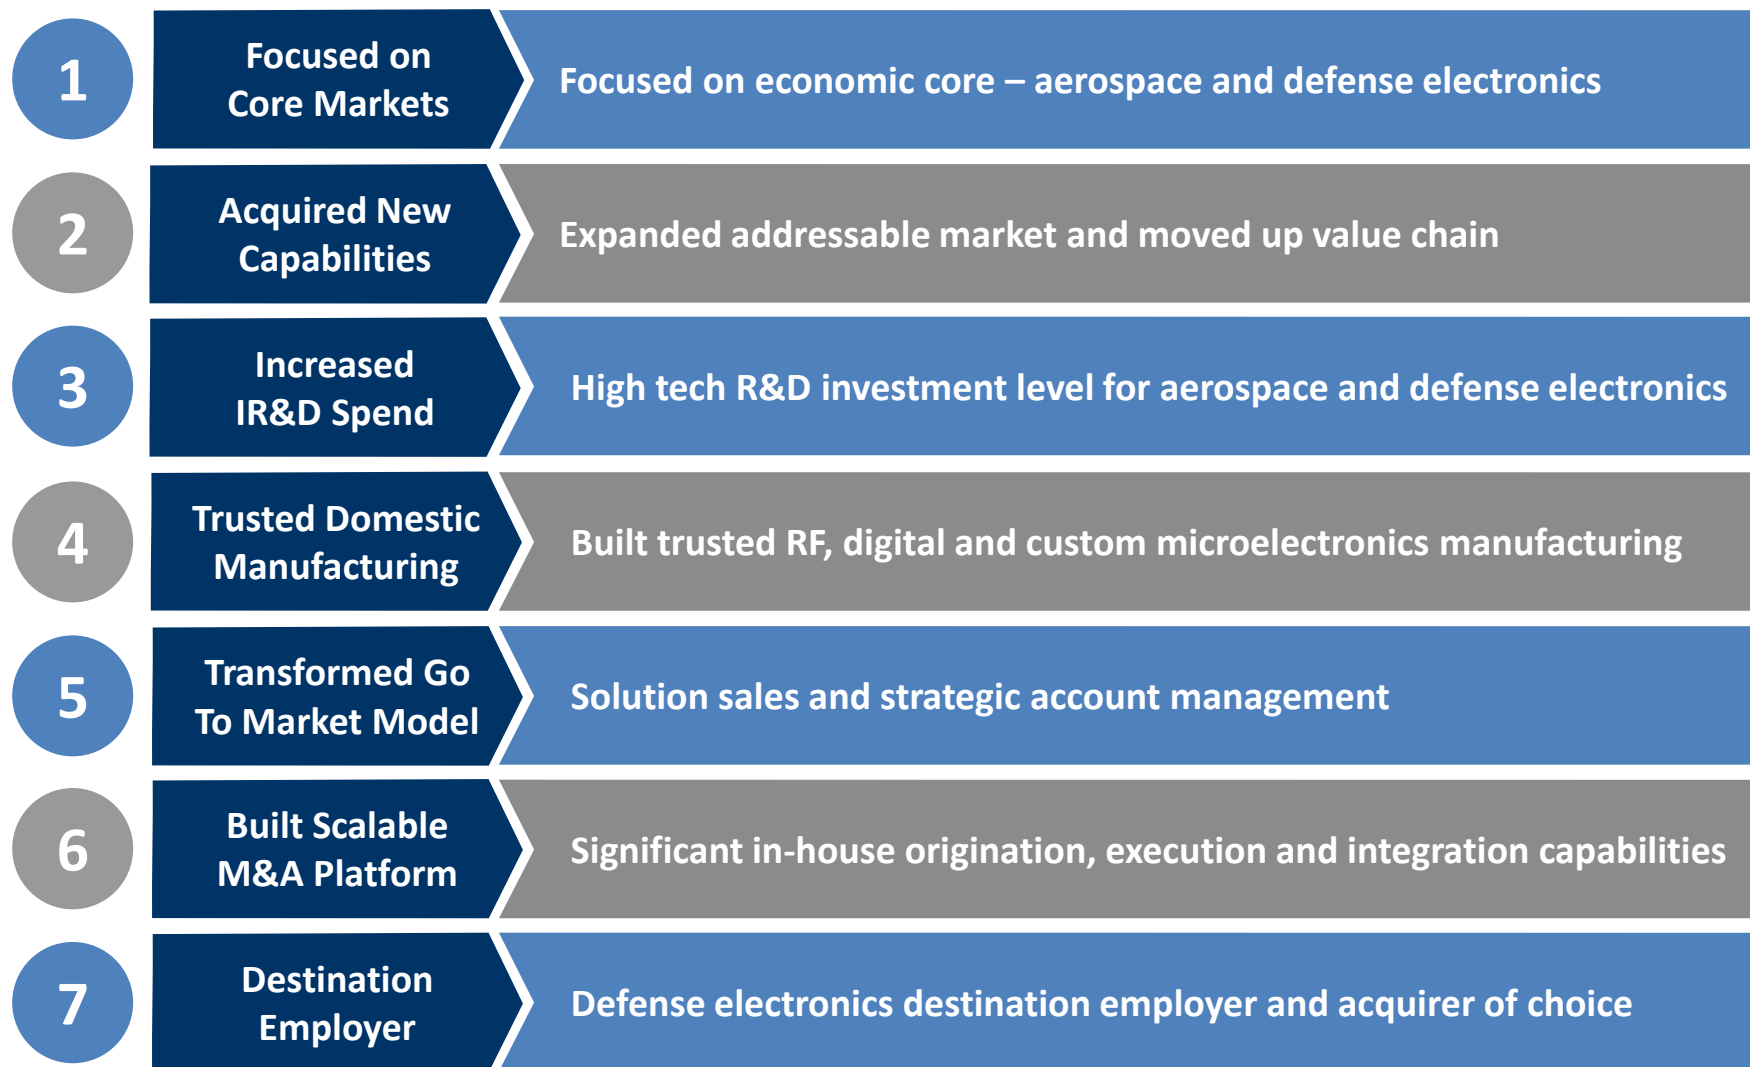 1
Focused on
Core Markets
Focused on economic core – aerospace and defense electronics
2
Acquired New
Capabilities
Expanded addressable market and moved up value chain
3
Increased
IR&D Spend
High tech R&D investment level for aerospace and defense electronics
4
Trusted Domestic
Manufacturing
Built trusted RF, digital and custom microelectronics manufacturing
5
Transformed Go
To Market Model
Solution sales and strategic account management
6
Built Scalable
M&A Platform
Significant in-house origination, execution and integration capabilities
7
Destination
Employer
Defense electronics destination employer and acquirer of choice